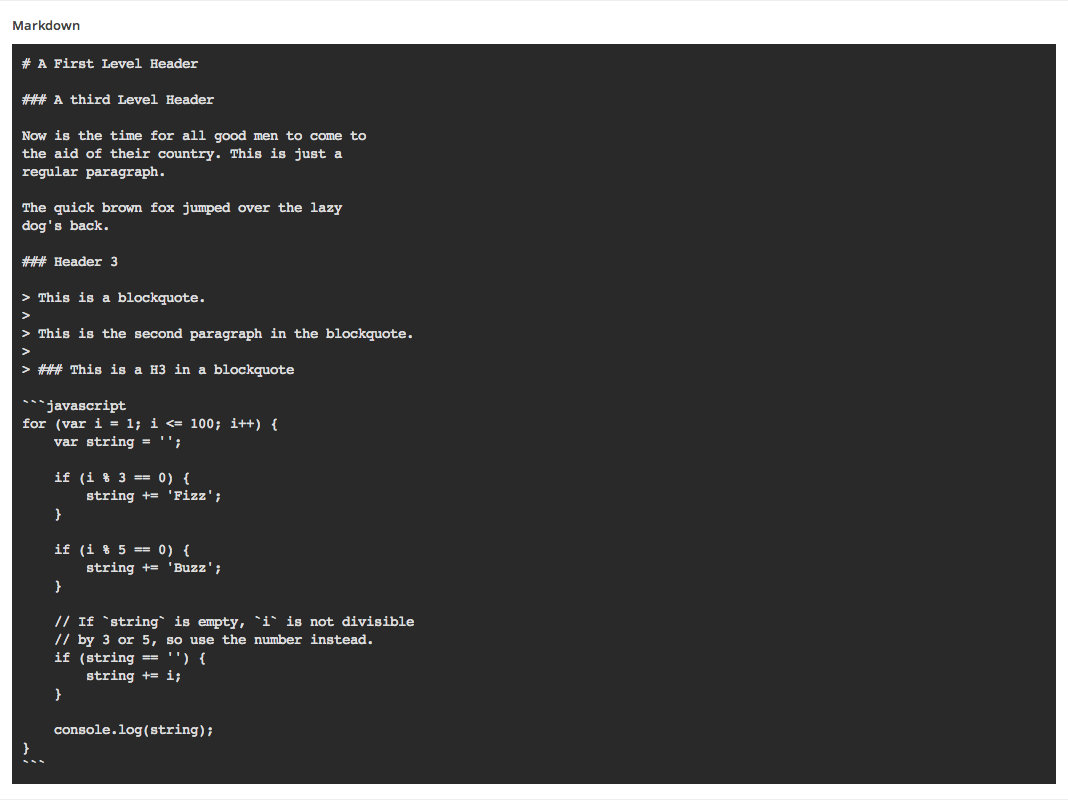 Markdown
# A First Level Header
### A third Level Header
Now is the time for all good men to come to
the aid of their country. This is just a
regular paragraph.
The quick brown fox jumped over the lazy
dog's back.
### Header 3
> This is a blockquote.
>
> This is the second paragraph in the blockquote.
>
> ### This is a H3 in a blockquote
```javascript
for (var i = 1; i <= 100; i++) {
    var string = '';
    if (i % 3 == 0) {
        string += 'Fizz';
    }
    if (i % 5 == 0) {
        string += 'Buzz';
    }
    // If `string` is empty, `i` is not divisible
    // by 3 or 5, so use the number instead.
    if (string == '') {
        string += i;
    }
    console.log(string);
}
```